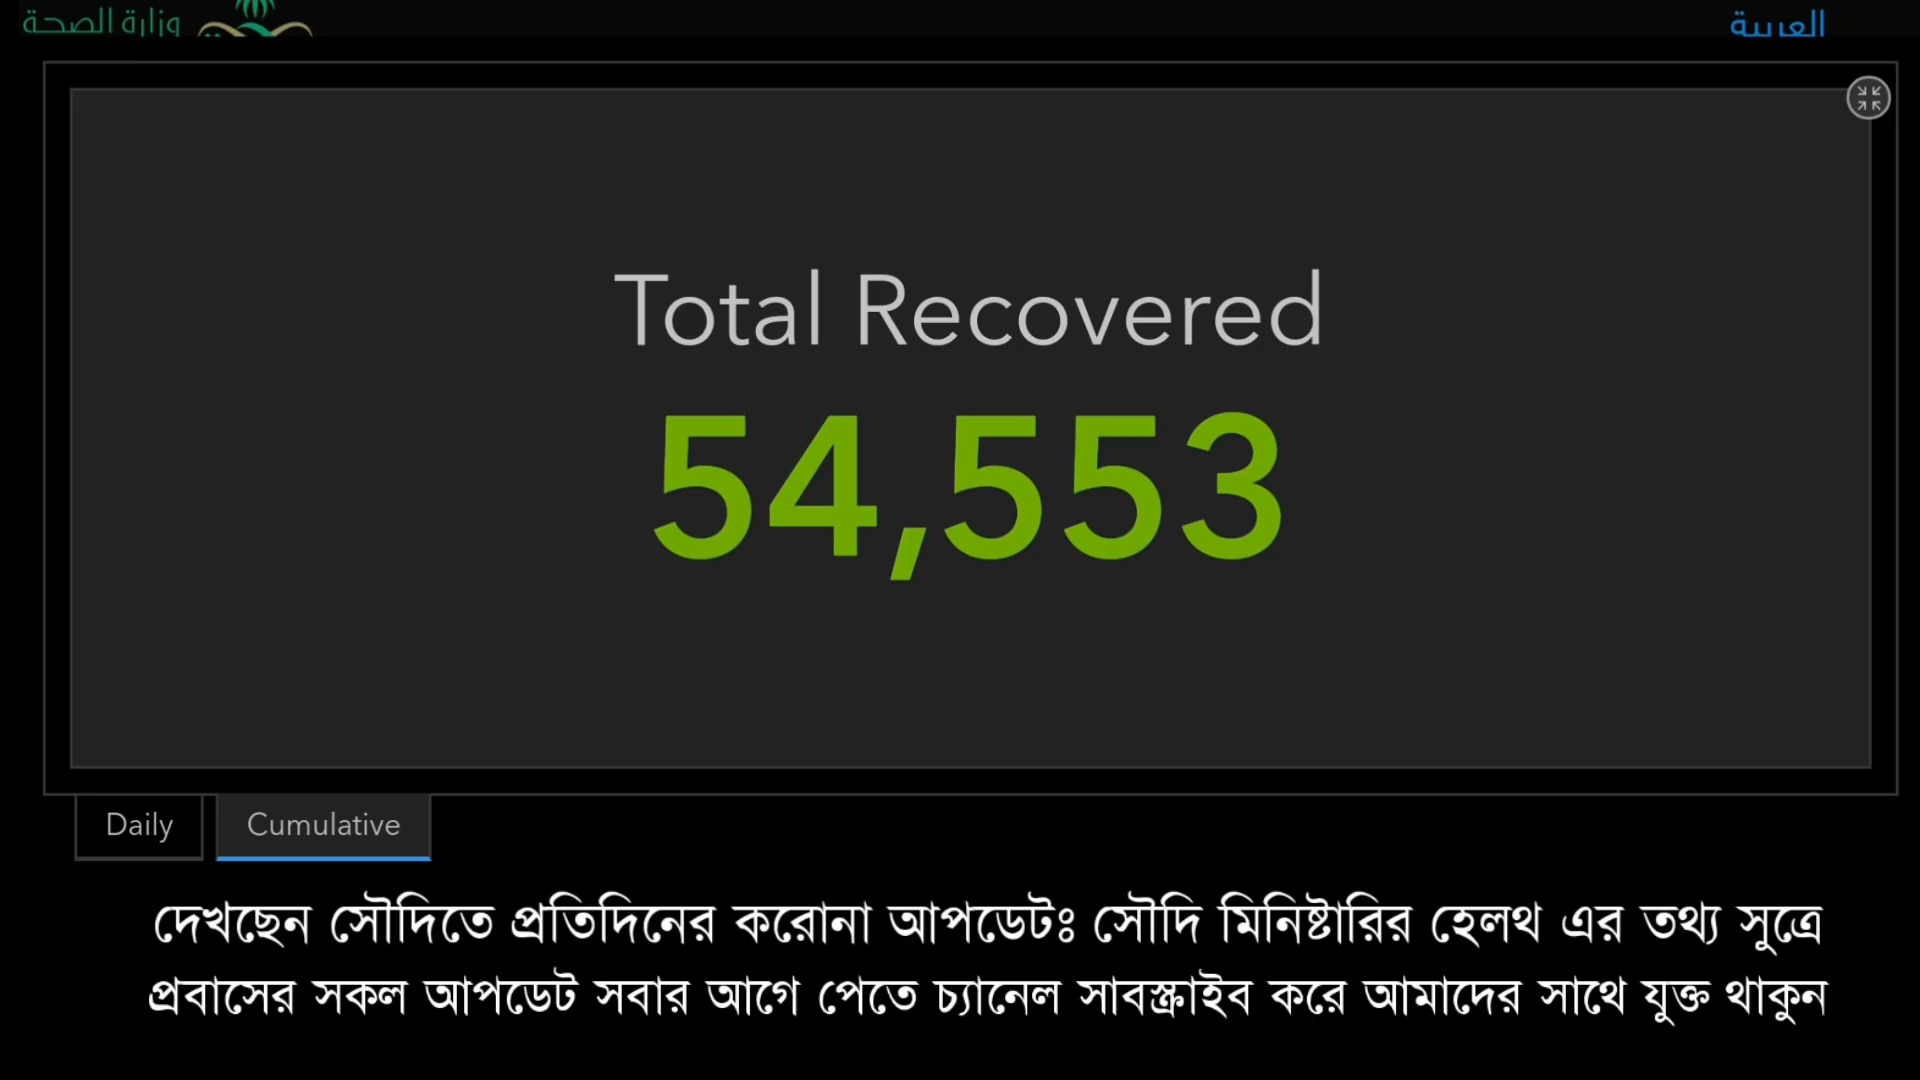 وزارة الصحة
العربية
Total Recovered
54,553
Daily
Cumulative
দেখছেন সৌদিতে প্রতিদিনের করোনা আপডেটঃ সৌদি মিনিষ্টারির হেলথ এর তথ্য সুত্রে
প্রবাসের সকল আপডেট সবার আগে পেতে চ্যানেল সাবস্ক্রাইব করে আমাদের সাথে যুক্ত থাকুন